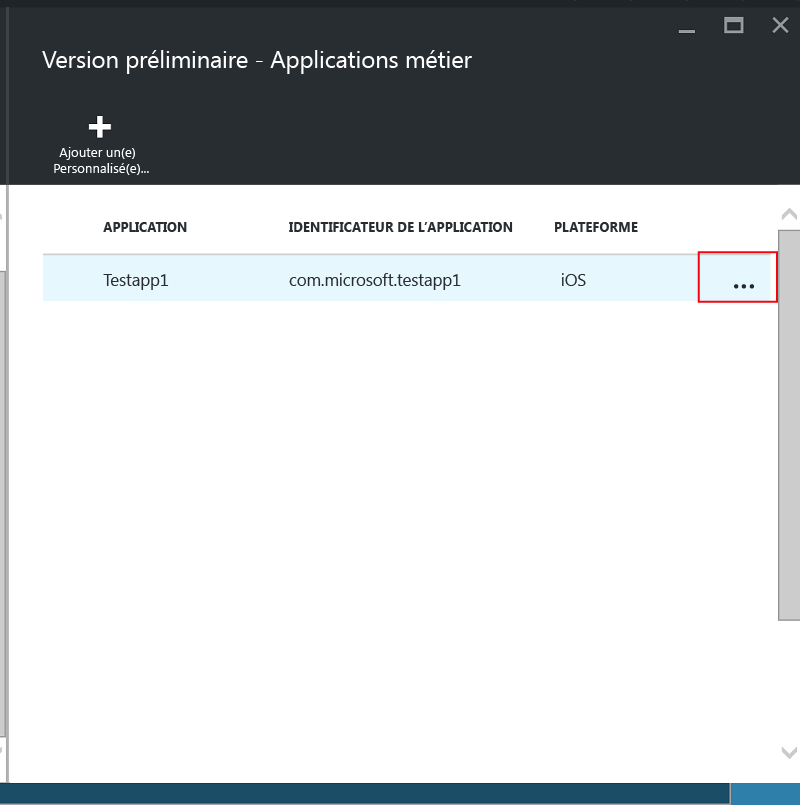 Version préliminaire - Applications métier
Ajouter un(e)
Personnalisé(e)...
APPLICATION IDENTIFICATEUR DE L’APPLICATION PLATEFORME
Testapp1 com.microsoft.testapp1 iOS ...